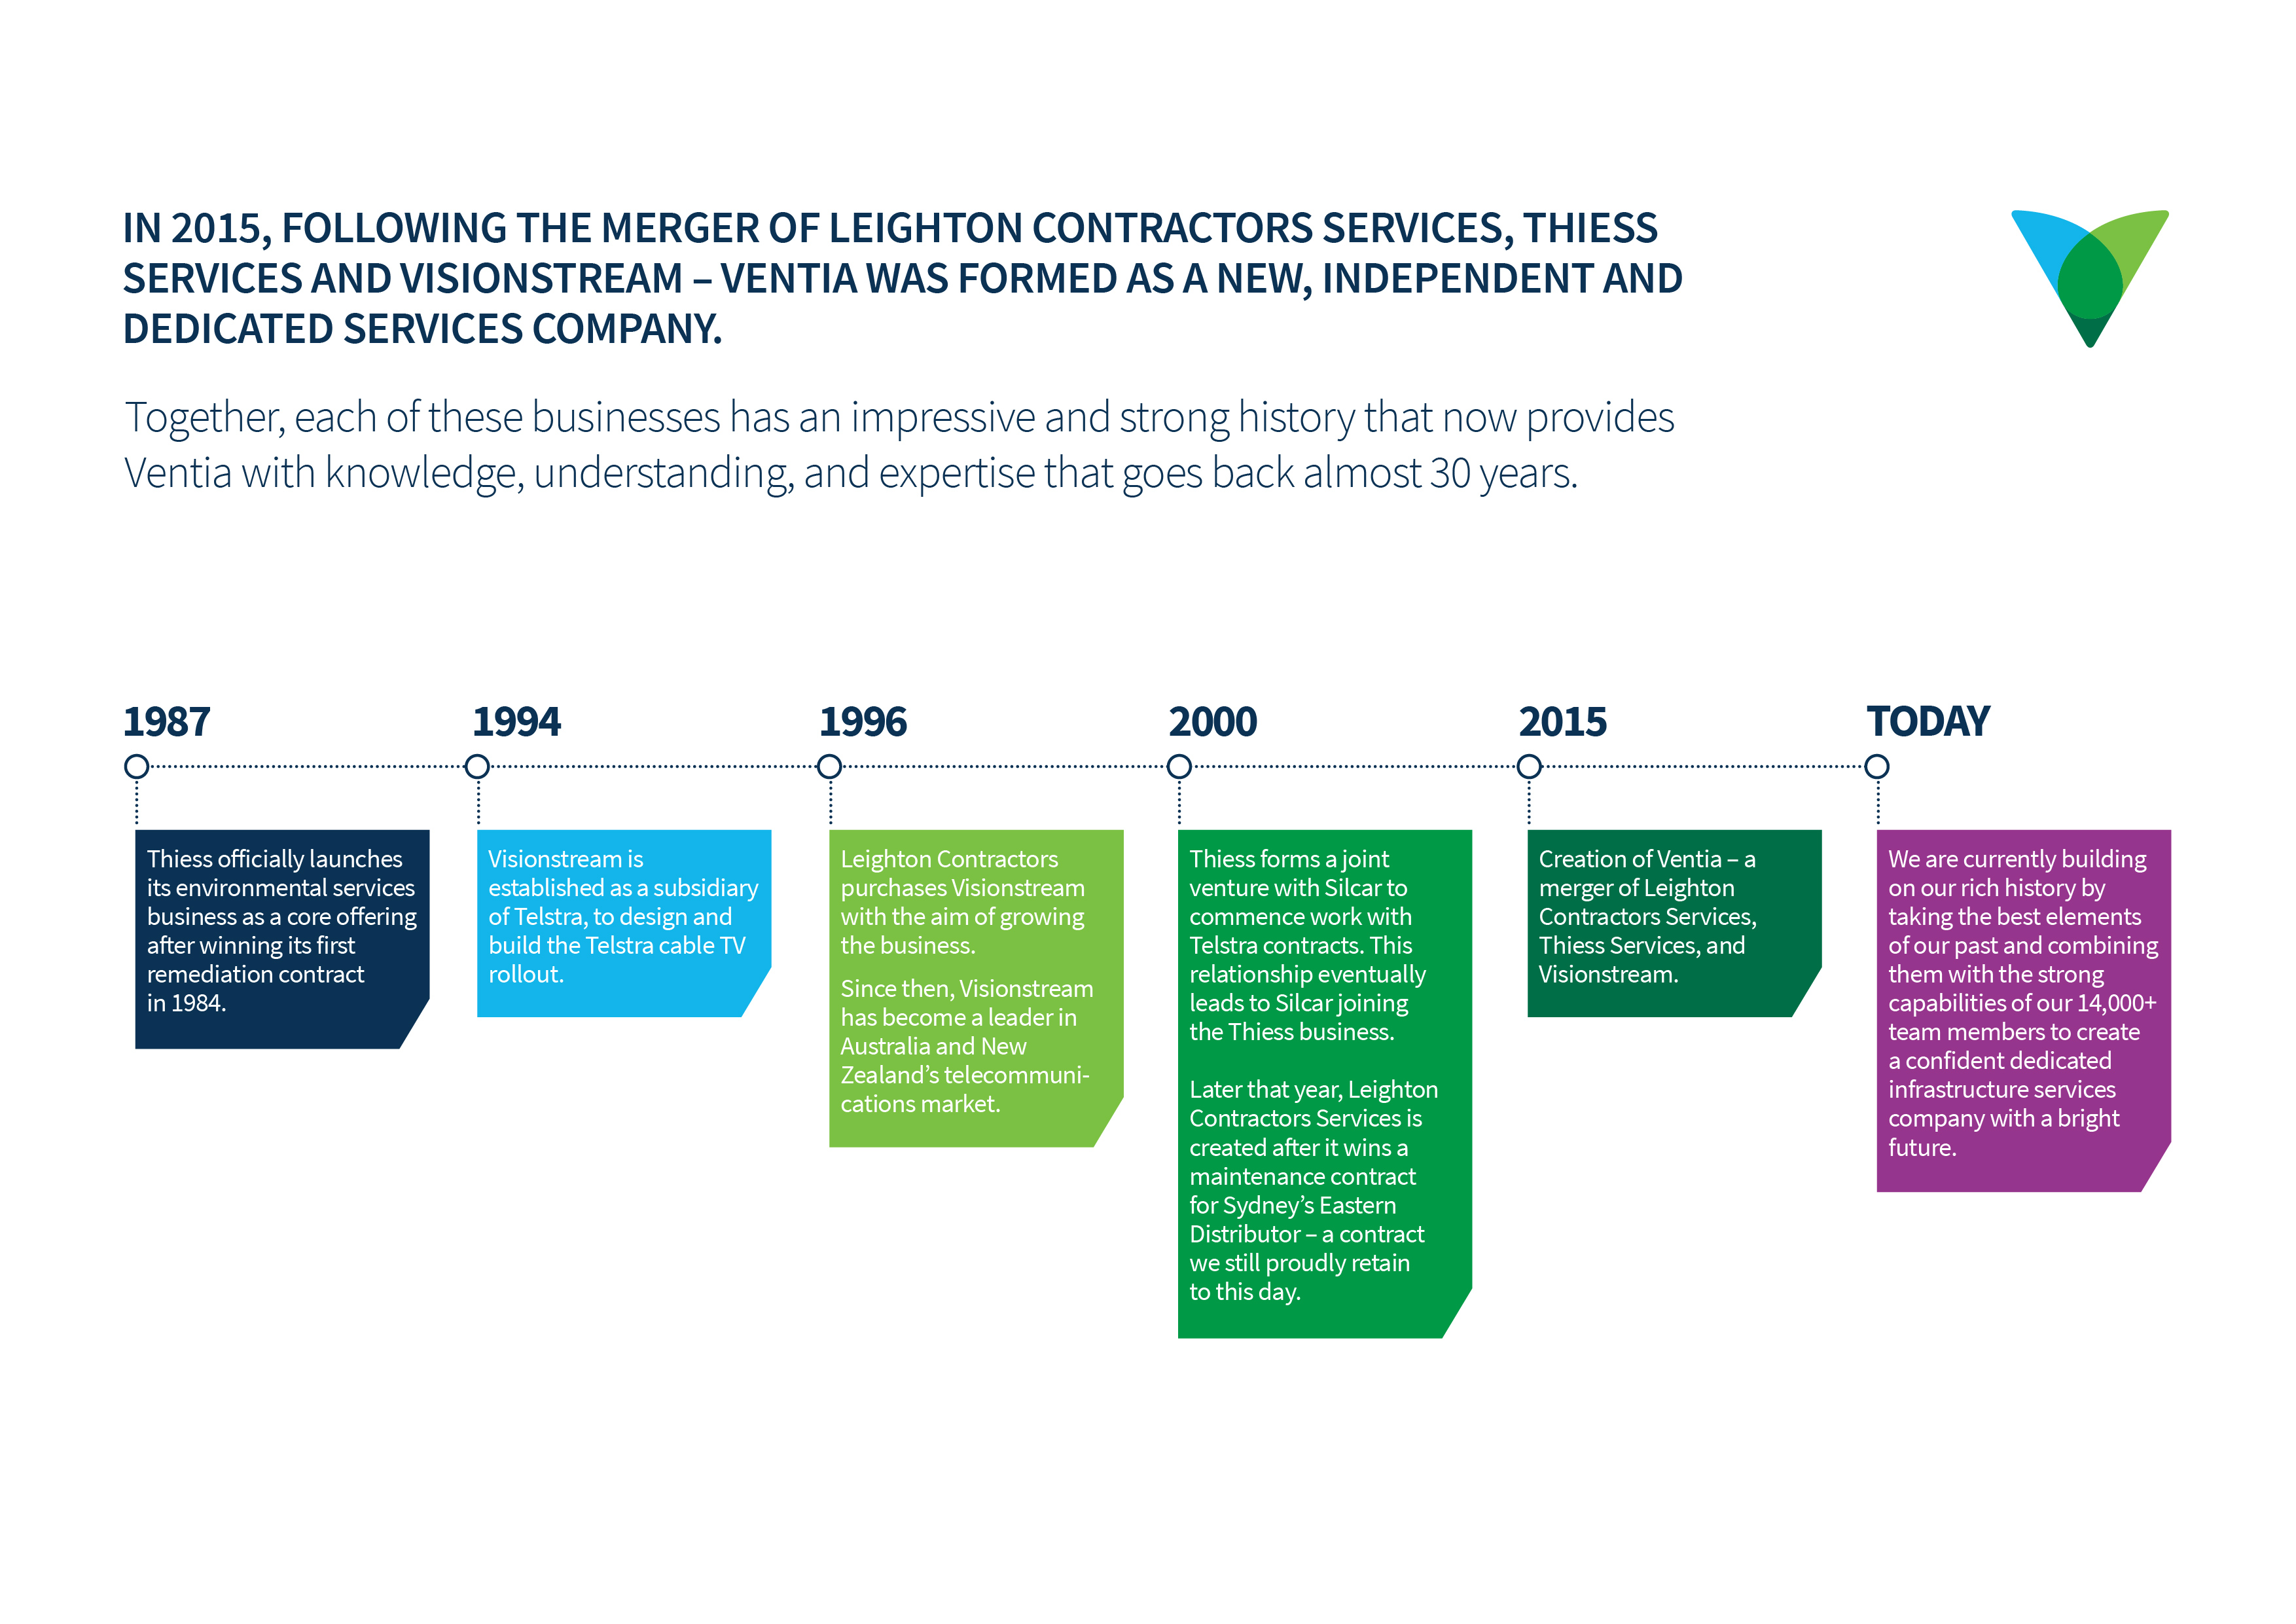 IN 2015, FOLLOWING THE MERGER OF LEIGHTON CONTRACTORS SERVICES, THIESS
SERVICES AND VISIONSTREAM – VENTIA WAS FORMED AS A NEW, INDEPENDENT AND
DEDICATED SERVICES COMPANY.
Together, each of these businesses has an impressive and strong history that now provides
Ventia with knowledge, understanding, and expertise that goes back almost 30 years.
1987
Thiess officially launches
its environmental services
business as a core offering
after winning its first
remediation contract
in 1984.
1994
Visionstream is
established as a subsidiary
of Telstra, to design and
build the Telstra cable TV
rollout.
1996
Leighton Contractors
purchases Visionstream
with the aim of growing
the business.
Since then, Visionstream
has become a leader in
Australia and New
Zealand’s telecommuni-
cations market.
2000
Thiess forms a joint
venture with Silcar to
commence work with
Telstra contracts. This
relationship eventually
leads to Silcar joining
the Thiess business.
Later that year, Leighton
Contractors Services is
created after it wins a
maintenance contract
for Sydney’s Eastern
Distributor – a contract
we still proudly retain
to this day.
2015
Creation of Ventia – a
merger of Leighton
Contractors Services,
Thiess Services, and
Visionstream.
TODAY
We are currently building
on our rich history by
taking the best elements
of our past and combining
them with the strong
capabilities of our 14,000+
team members to create
a confident dedicated
infrastructure services
company with a bright
future.